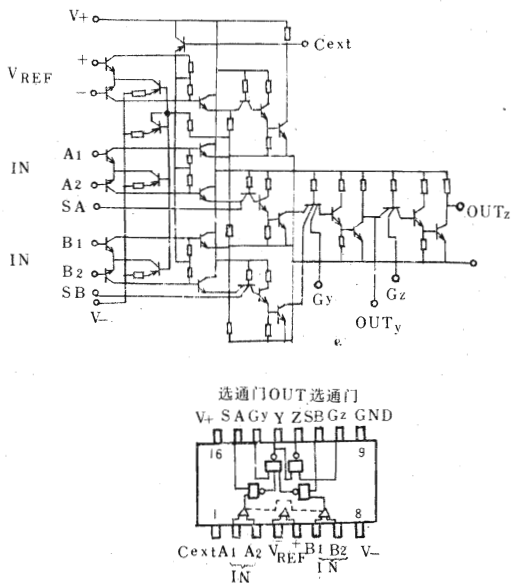 V+
Cext
VREF
+
−
IN A1
A2
SA
IN B1
B2
SB
V−
OUTz
Gy
Gz
OUTy
e
选通门OUT选通门
V+ SA Gy Y Z SB Gz GND
16 9
1 8
Cext A1 A2 VREF − + B1 B2 V−
IN IN